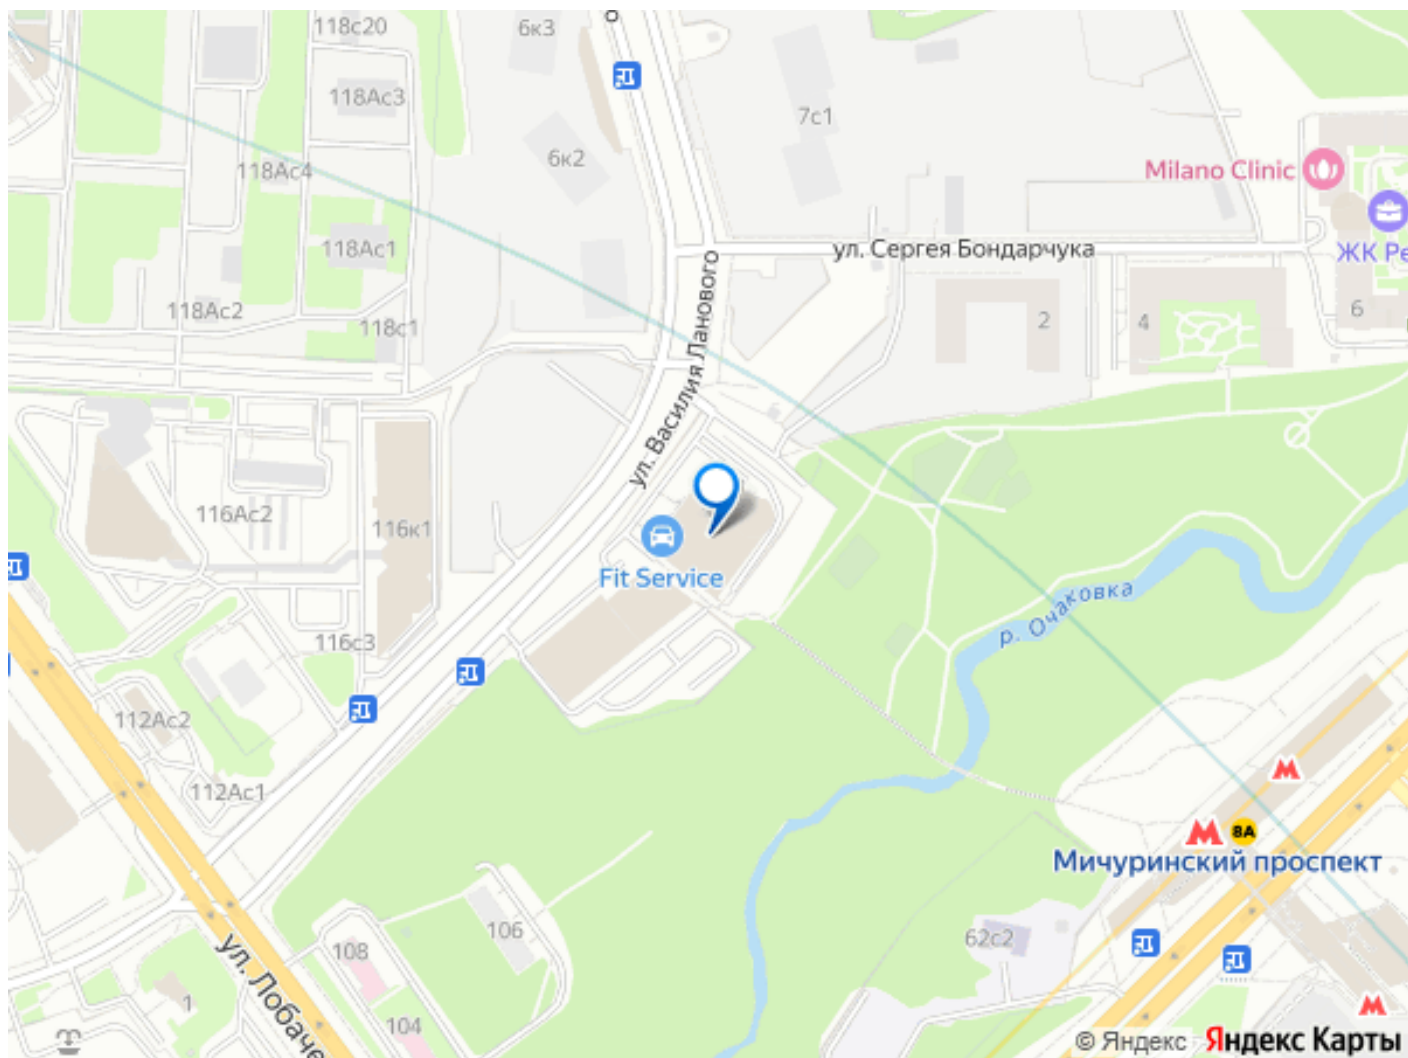 118с20
6к3
118Ас3
7с1
6к2
118Ас4
Milano Clinic
118Ас1
ул. Сергея Бондарчука
ЖК Ре
118Ас2
118с1
2
4
6
ул. Василия Ланового
116Ас2
116к1
Fit Service
р. Очаковка
116с3
112Ас2
112Ас1
8А
Мичуринский проспект
106
108
62с2
1
104
ул. Лобаче
© Яндекс Яндекс Карты